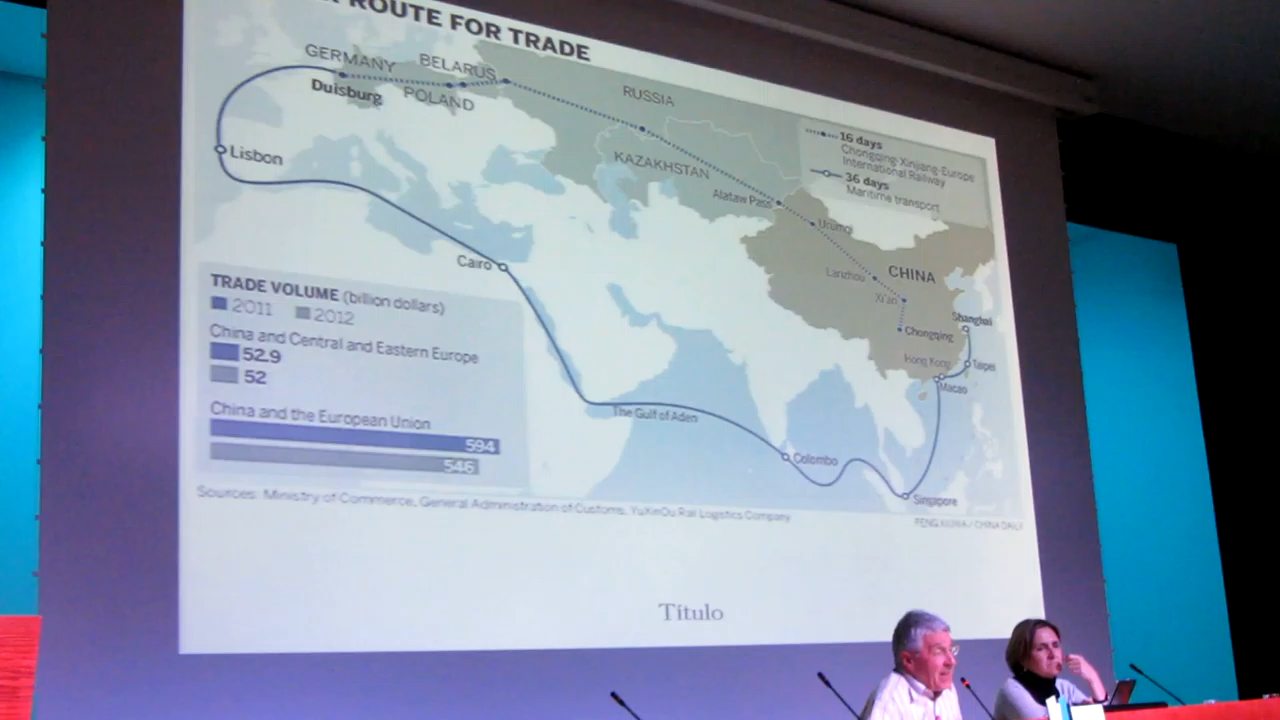 ROUTE FOR TRADE
GERMANY
BELARUS
Duisburg
POLAND
RUSSIA
Lisbon
KAZAKHSTAN
16 days
Chongqing-Xinjiang-Europe
International Railway
36 days
Maritime transport
Alataw Pass
Urumqi
Cairo
Lanzhou
CHINA
Xi'an
Shanghai
Chongqing
Hong Kong
Taipei
Macao
TRADE VOLUME (billion dollars)
2011 2012
China and Central and Eastern Europe
52.9
52
China and the European Union
594
546
The Gulf of Aden
Colombo
Singapore
Sources: Ministry of Commerce, General Administration of Customs, YuXinOu Rail Logistics Company
/ CHINA DAILY
Título